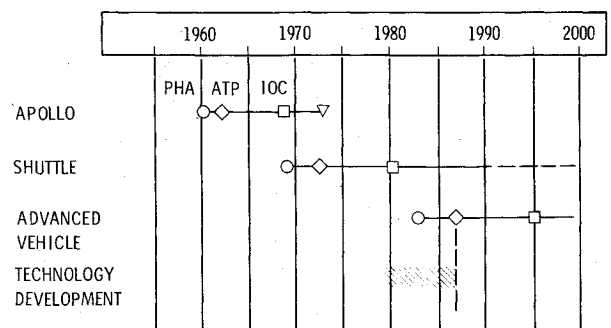 1960 1970 1980 1990 2000
PHA ATP IOC
APOLLO
SHUTTLE
ADVANCED
VEHICLE
TECHNOLOGY
DEVELOPMENT